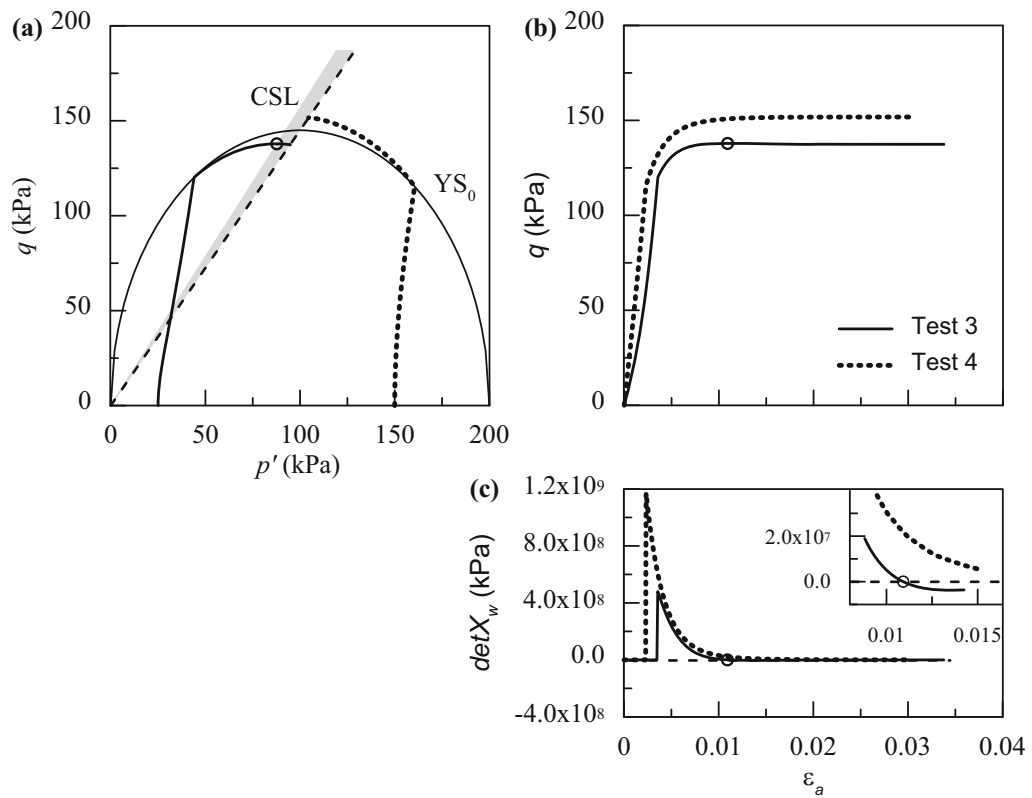 (a)
200
150
100
50
0
q (kPa)
CSL
YS₀
0
50
100
150
200
p' (kPa)
(b)
200
150
100
50
0
q (kPa)
Test 3
Test 4
(c)
1.2x10⁹
8.0x10⁸
4.0x10⁸
0.0
-4.0x10⁸
detX_w (kPa)
2.0x10⁷
0.0
0.01
0.015
0
0.01
0.02
0.03
0.04
ε_a